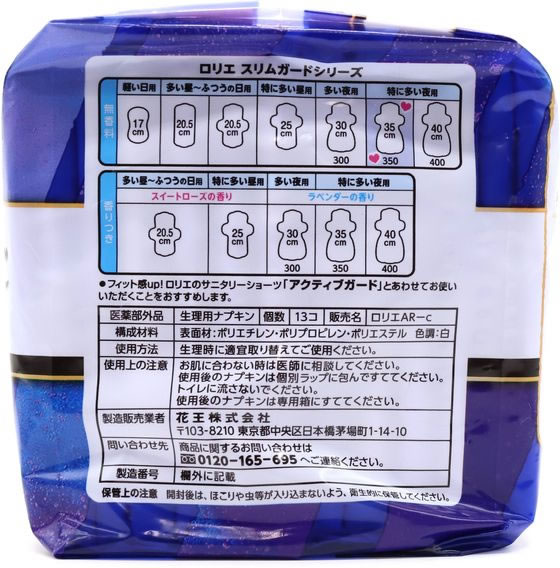 ロリエ スリムガードシリーズ
軽い日用 多い昼〜ふつうの日用 特に多い昼用 多い夜用 特に多い夜用
無香料
17cm 20.5cm 20.5cm 25cm 30cm 35cm 40cm
300 350 400
多い昼〜ふつうの日用 特に多い昼用 多い夜用 特に多い夜用
香りつき
スイートローズの香り ラベンダーの香り
20.5cm 25cm 30cm 35cm 40cm
300 350 400
●フィット感up! ロリエのサニタリーショーツ「アクティブガード」とあわせてお使い
いただくことをおすすめします。
医薬部外品 生理用ナプキン 個数 13コ 販売名 ロリエAR-c
構成材料 表面材:ポリエチレン・ポリプロピレン・ポリエステル 色調:白
使用方法 生理時に適宜取り替えてご使用ください。
使用上の注意 お肌に合わない時は医師に相談してください。
使用後のナプキンは個別ラップに包んですててください。
トイレに流さないでください。
使用後のナプキンは専用箱にすててください。
製造販売業者 花王株式会社
〒103-8210 東京都中央区日本橋茅場町1-14-10
問い合わせ先 商品に関するお問い合わせは
0120-165-695へご連絡ください。
製造番号 欄外に記載
保管上の注意 開封後は、ほこりや虫等が入り込まないよう、衛生的に保管してください。